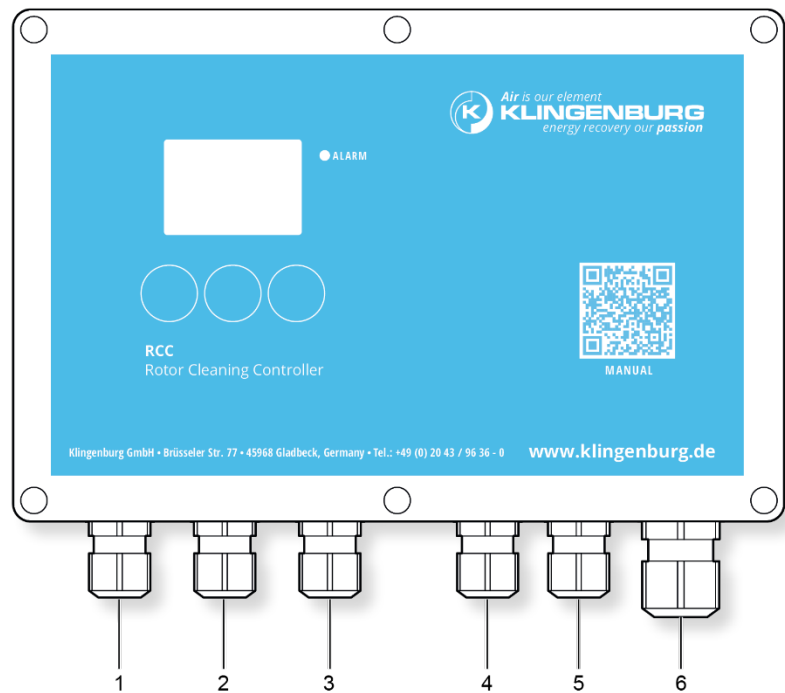 Air is our element
KLINGENBURG
energy recovery our passion
K
ALARM
RCC
Rotor Cleaning Controller
MANUAL
Klingenburg GmbH • Brüsseler Str. 77 • 45968 Gladbeck, Germany • Tel.: +49 (0) 20 43 / 96 36 - 0 www.klingenburg.de
1 2 3 4 5 6